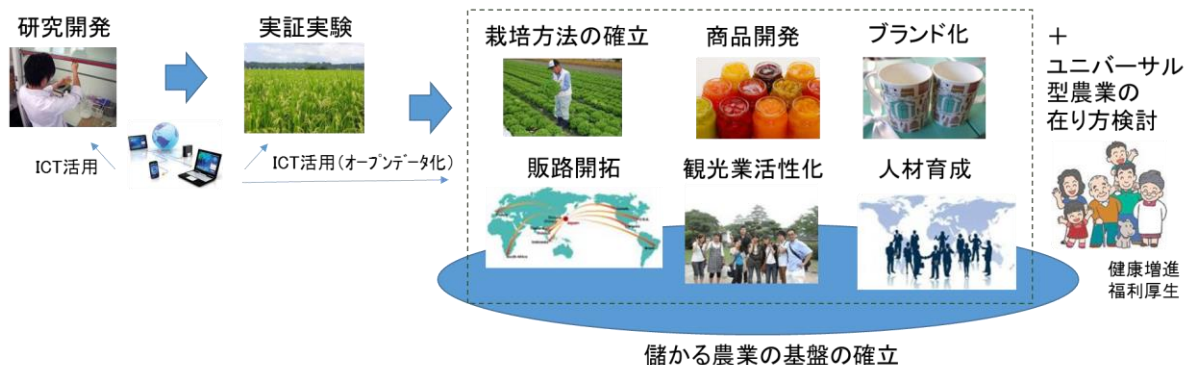 研究開発
実証実験
栽培方法の確立
商品開発
ブランド化
＋
ユニバーサル
型農業の
在り方検討
ICT活用
ICT活用（オープンデータ化）
販路開拓
観光業活性化
人材育成
健康増進
福利厚生
儲かる農業の基盤の確立